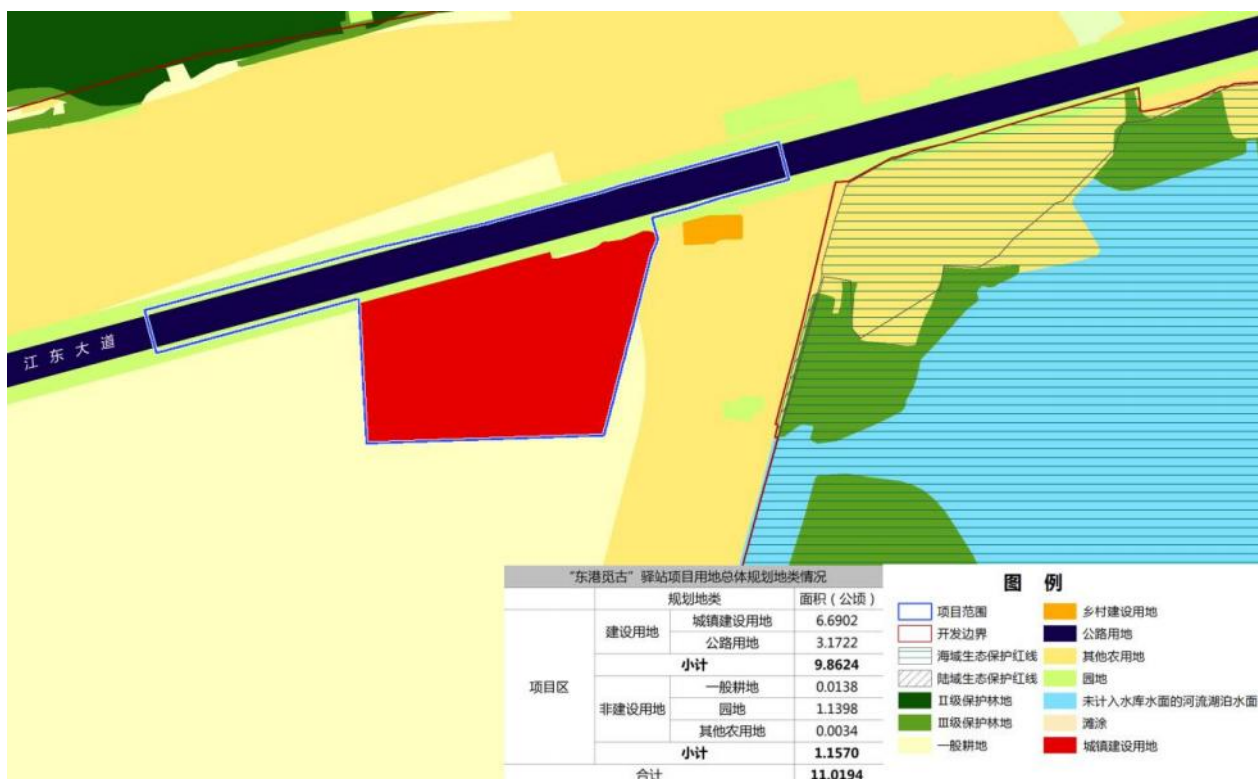 江东大道
“东港觅古”驿站项目用地总体规划地类情况
规划地类 面积（公顷）
项目区 建设用地 城镇建设用地 6.6902
公路用地 3.1722
小计 9.8624
非建设用地 一般耕地 0.0138
园地 1.1398
其他农用地 0.0034
小计 1.1570
合计 11.0194
图 例
项目范围 乡村建设用地
开发边界 公路用地
海域生态保护红线 其他农用地
陆域生态保护红线 园地
II级保护林地 未计入水库水面的河流湖泊水面
III级保护林地 滩涂
一般耕地 城镇建设用地